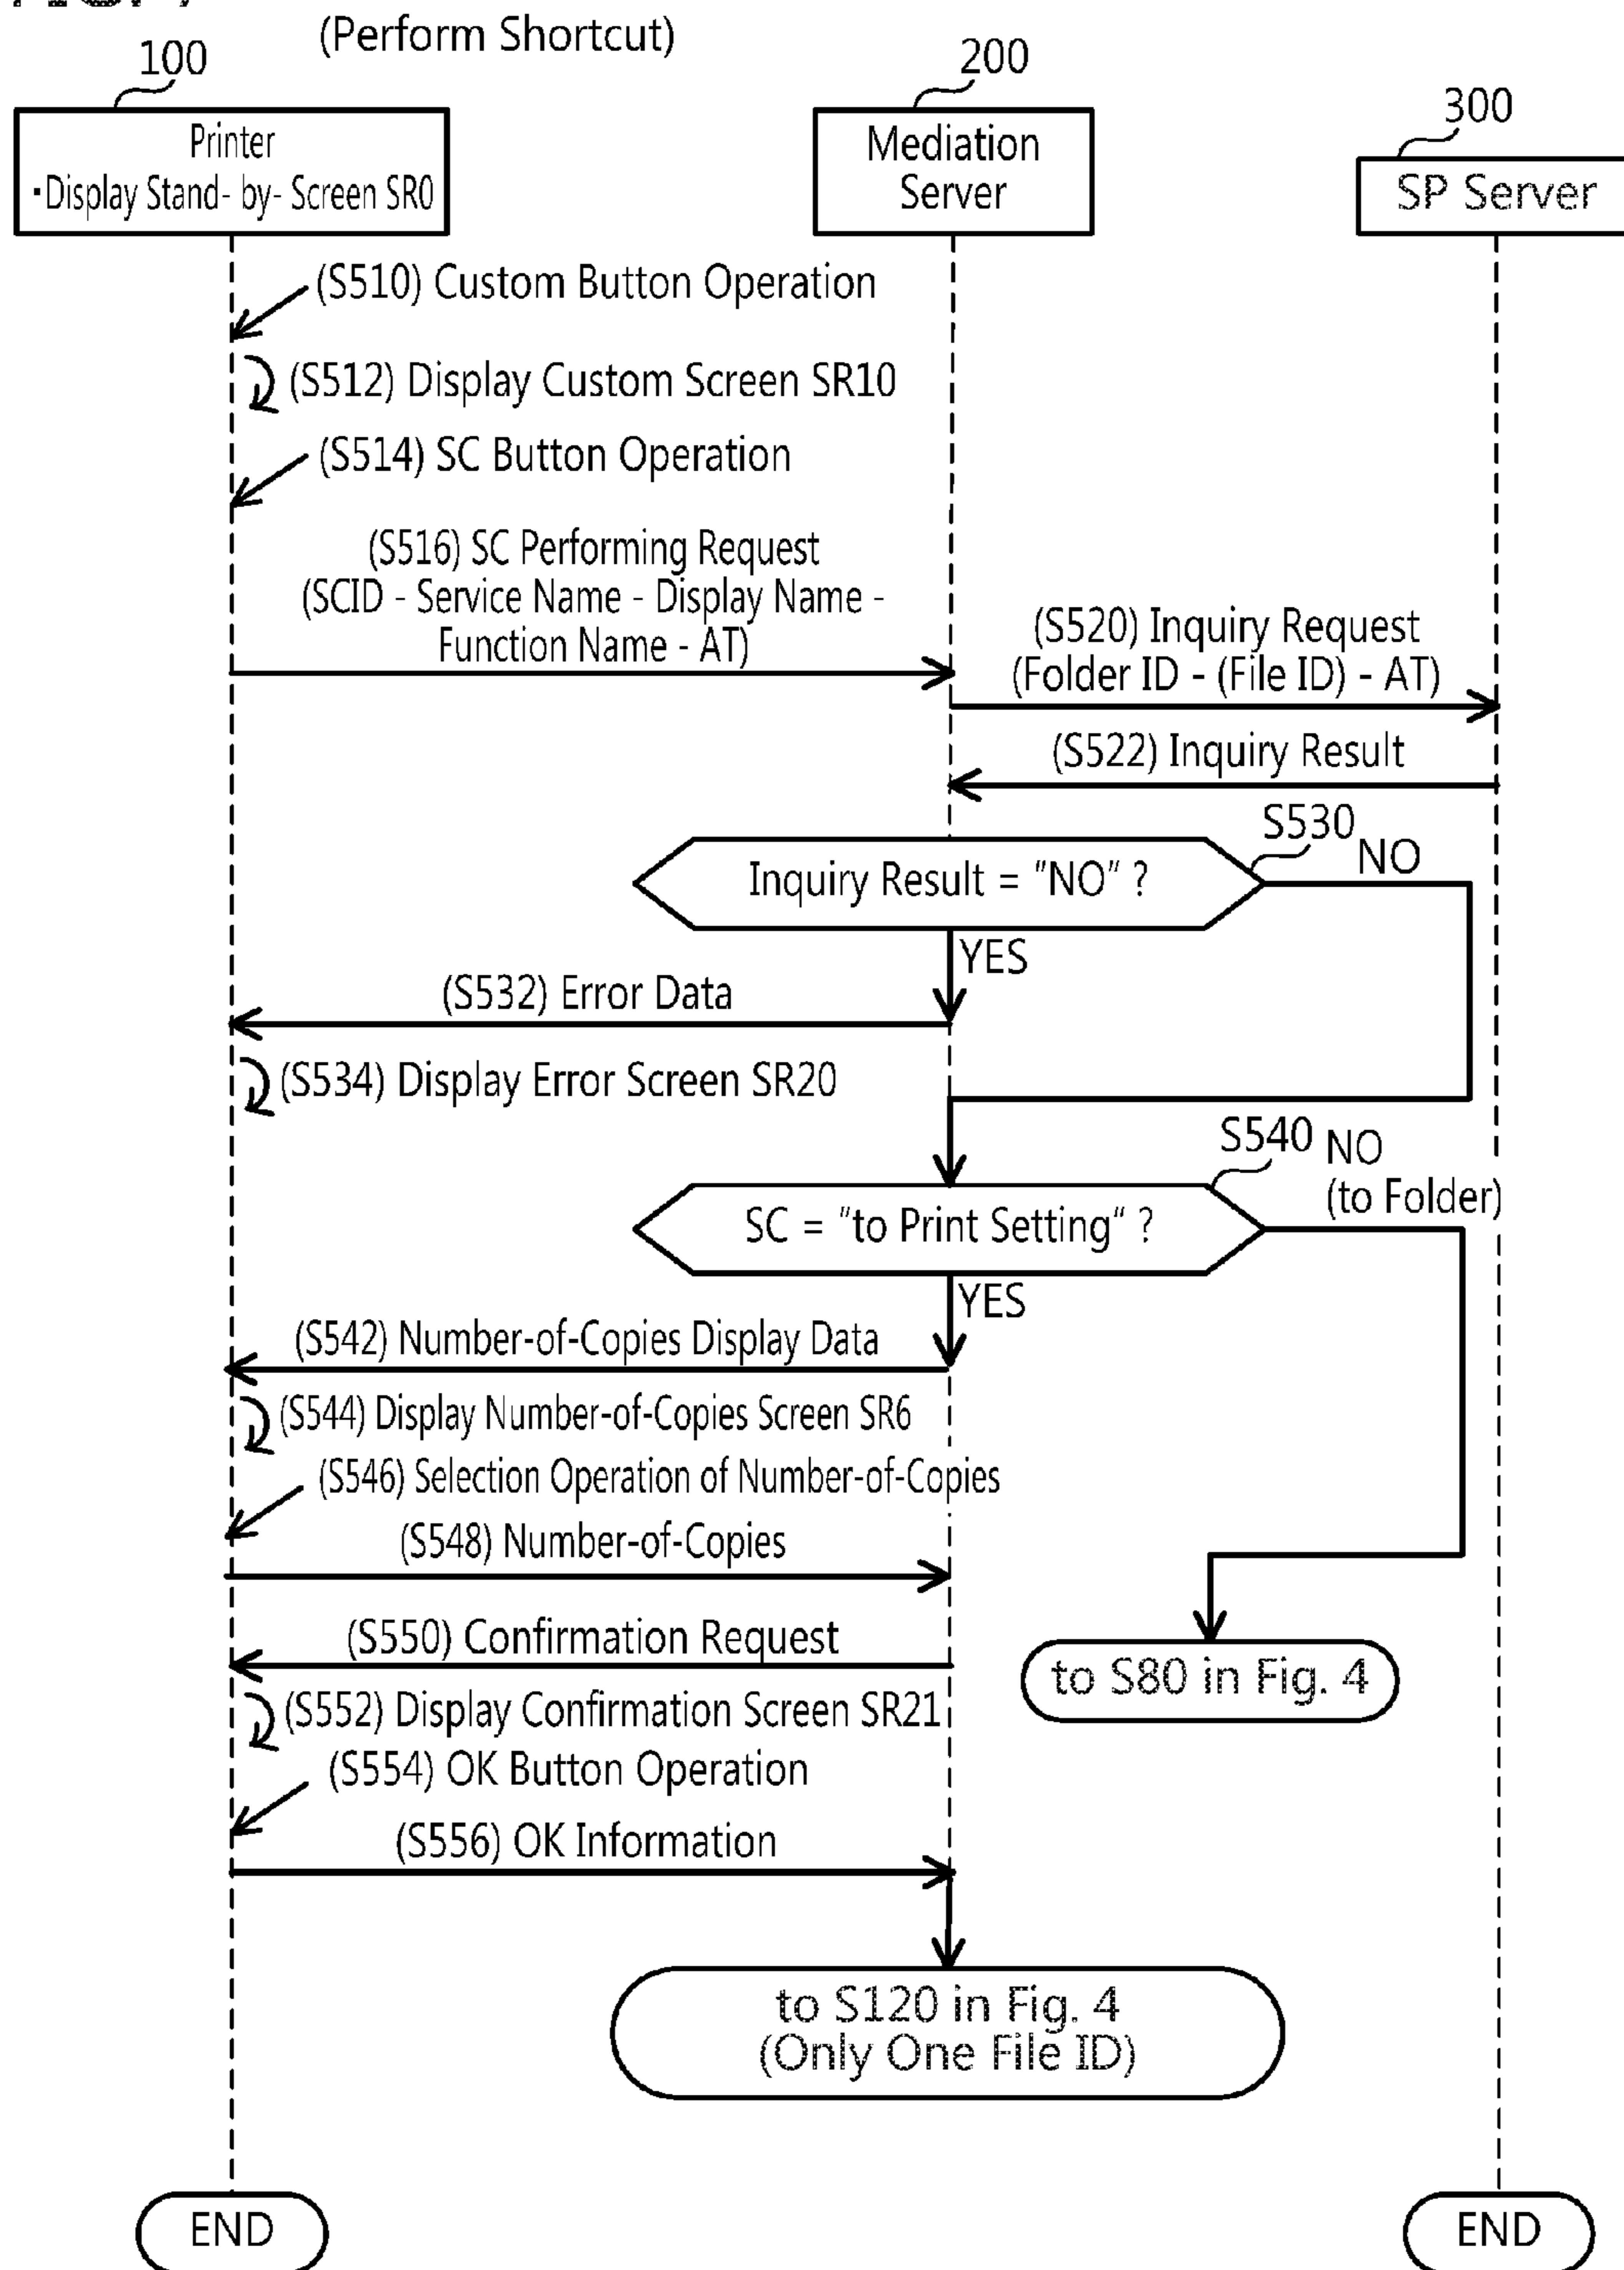 (Perform Shortcut)
100
200
300
Printer
·Display Stand- by- Screen SR0
Mediation
Server
SP Server
(S510) Custom Button Operation
(S512) Display Custom Screen SR10
(S514) SC Button Operation
(S516) SC Performing Request
(SCID - Service Name - Display Name -
Function Name - AT)
(S520) Inquiry Request
(Folder ID - (File ID) - AT)
(S522) Inquiry Result
S530
NO
Inquiry Result = "NO" ?
YES
(S532) Error Data
(S534) Display Error Screen SR20
S540
NO
(to Folder)
SC = "to Print Setting" ?
YES
(S542) Number-of-Copies Display Data
(S544) Display Number-of-Copies Screen SR6
(S546) Selection Operation of Number-of-Copies
(S548) Number-of-Copies
(S550) Confirmation Request
to S80 in Fig. 4
(S552) Display Confirmation Screen SR21
(S554) OK Button Operation
(S556) OK Information
to S120 in Fig. 4
(Only One File ID)
END
END